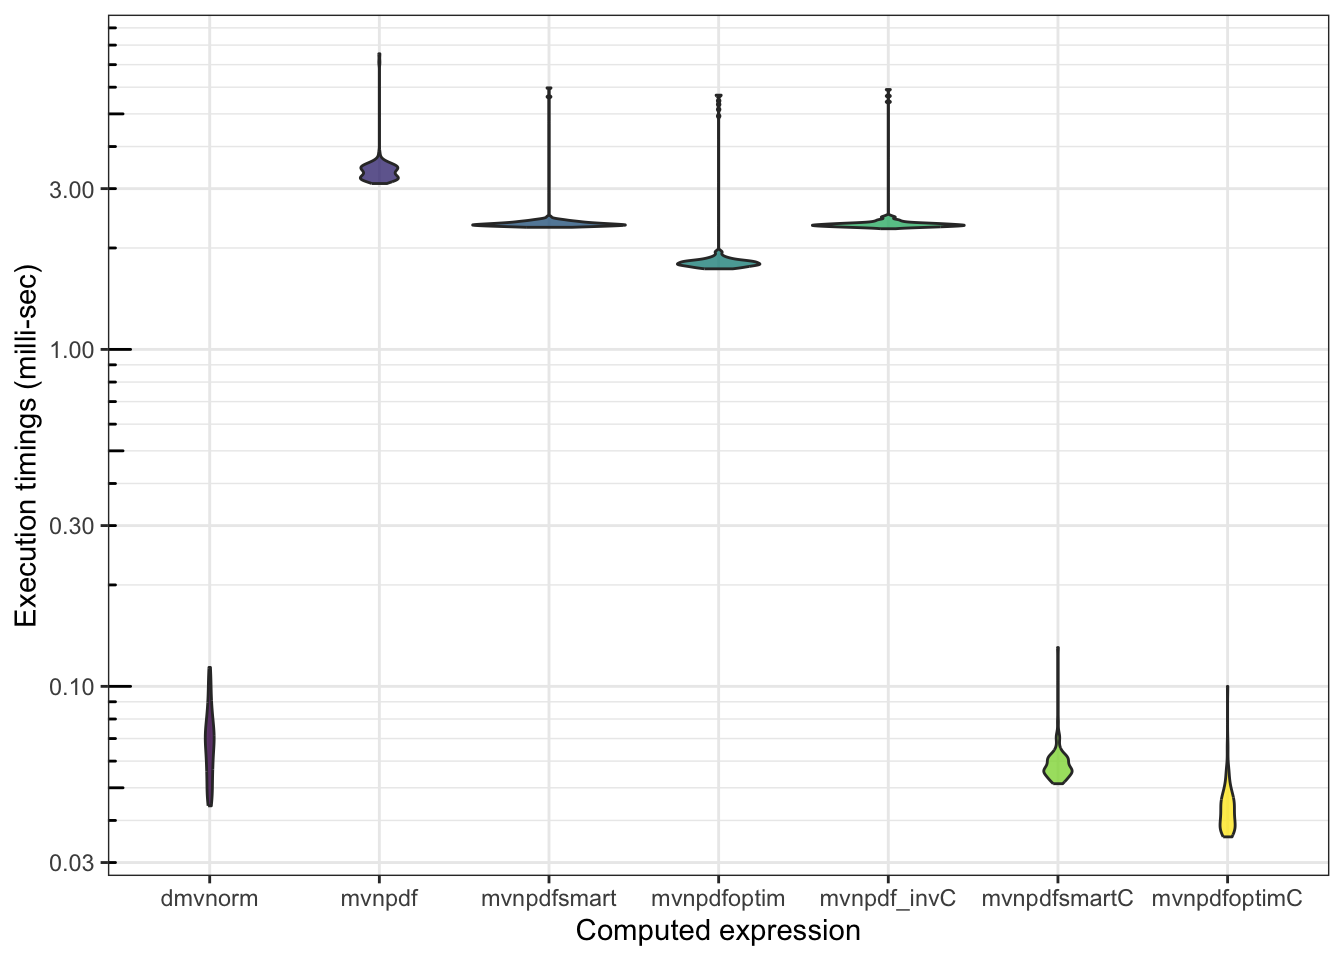 3.00
1.00
0.30
0.10
0.03
Execution timings (milli-sec)
dmvnorm mvnpdf mvnpdfsmart mvnpdfoptim mvnpdf_invC mvnpdfsmartC mvnpdfoptimC
Computed expression